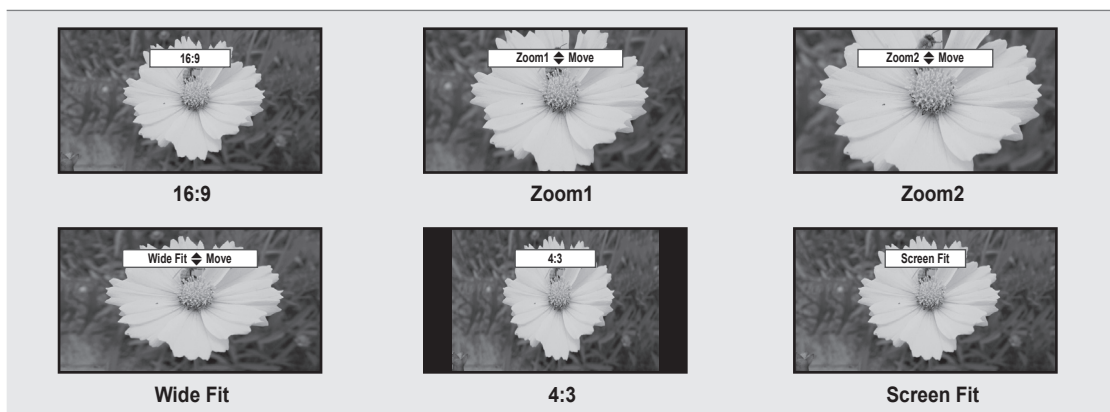 16:9
Zoom1 ◆ Move
Zoom2 ◆ Move
16:9
Zoom1
Zoom2
Wide Fit ◆ Move
4:3
Screen Fit
Wide Fit
4:3
Screen Fit